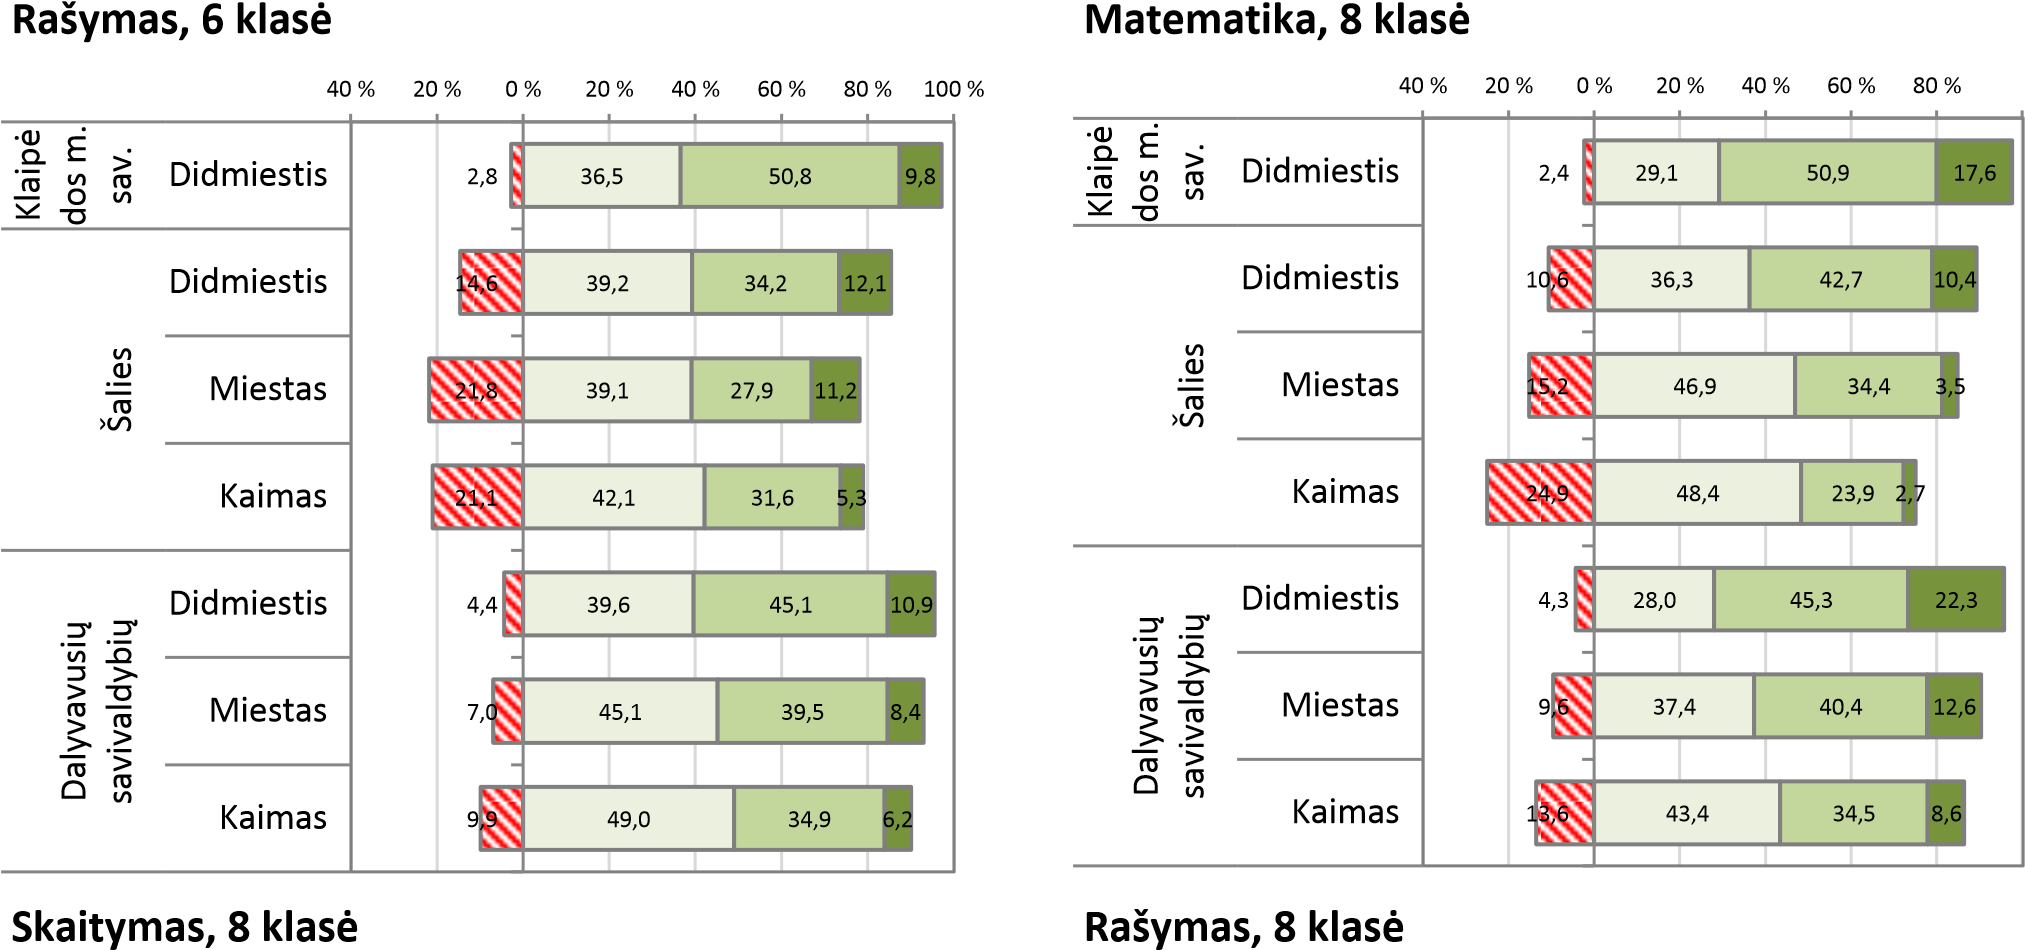 Rašymas, 6 klasė
40 % 20 % 0 % 20 % 40 % 60 % 80 % 100 %
Klaipė
dos m.
sav.
Didmiestis 2,8 36,5 50,8 9,8
Šalies
Didmiestis 14,6 39,2 34,2 12,1
Miestas 21,8 39,1 27,9 11,2
Kaimas 21,1 42,1 31,6 5,3
Dalyvavusių
savivaldybių
Didmiestis 4,4 39,6 45,1 10,9
Miestas 7,0 45,1 39,5 8,4
Kaimas 9,9 49,0 34,9 6,2
Matematika, 8 klasė
40 % 20 % 0 % 20 % 40 % 60 % 80 %
Klaipė
dos m.
sav.
Didmiestis 2,4 29,1 50,9 17,6
Šalies
Didmiestis 10,6 36,3 42,7 10,4
Miestas 15,2 46,9 34,4 3,5
Kaimas 24,9 48,4 23,9 2,7
Dalyvavusių
savivaldybių
Didmiestis 4,3 28,0 45,3 22,3
Miestas 9,6 37,4 40,4 12,6
Kaimas 13,6 43,4 34,5 8,6
Skaitymas, 8 klasė
Rašymas, 8 klasė